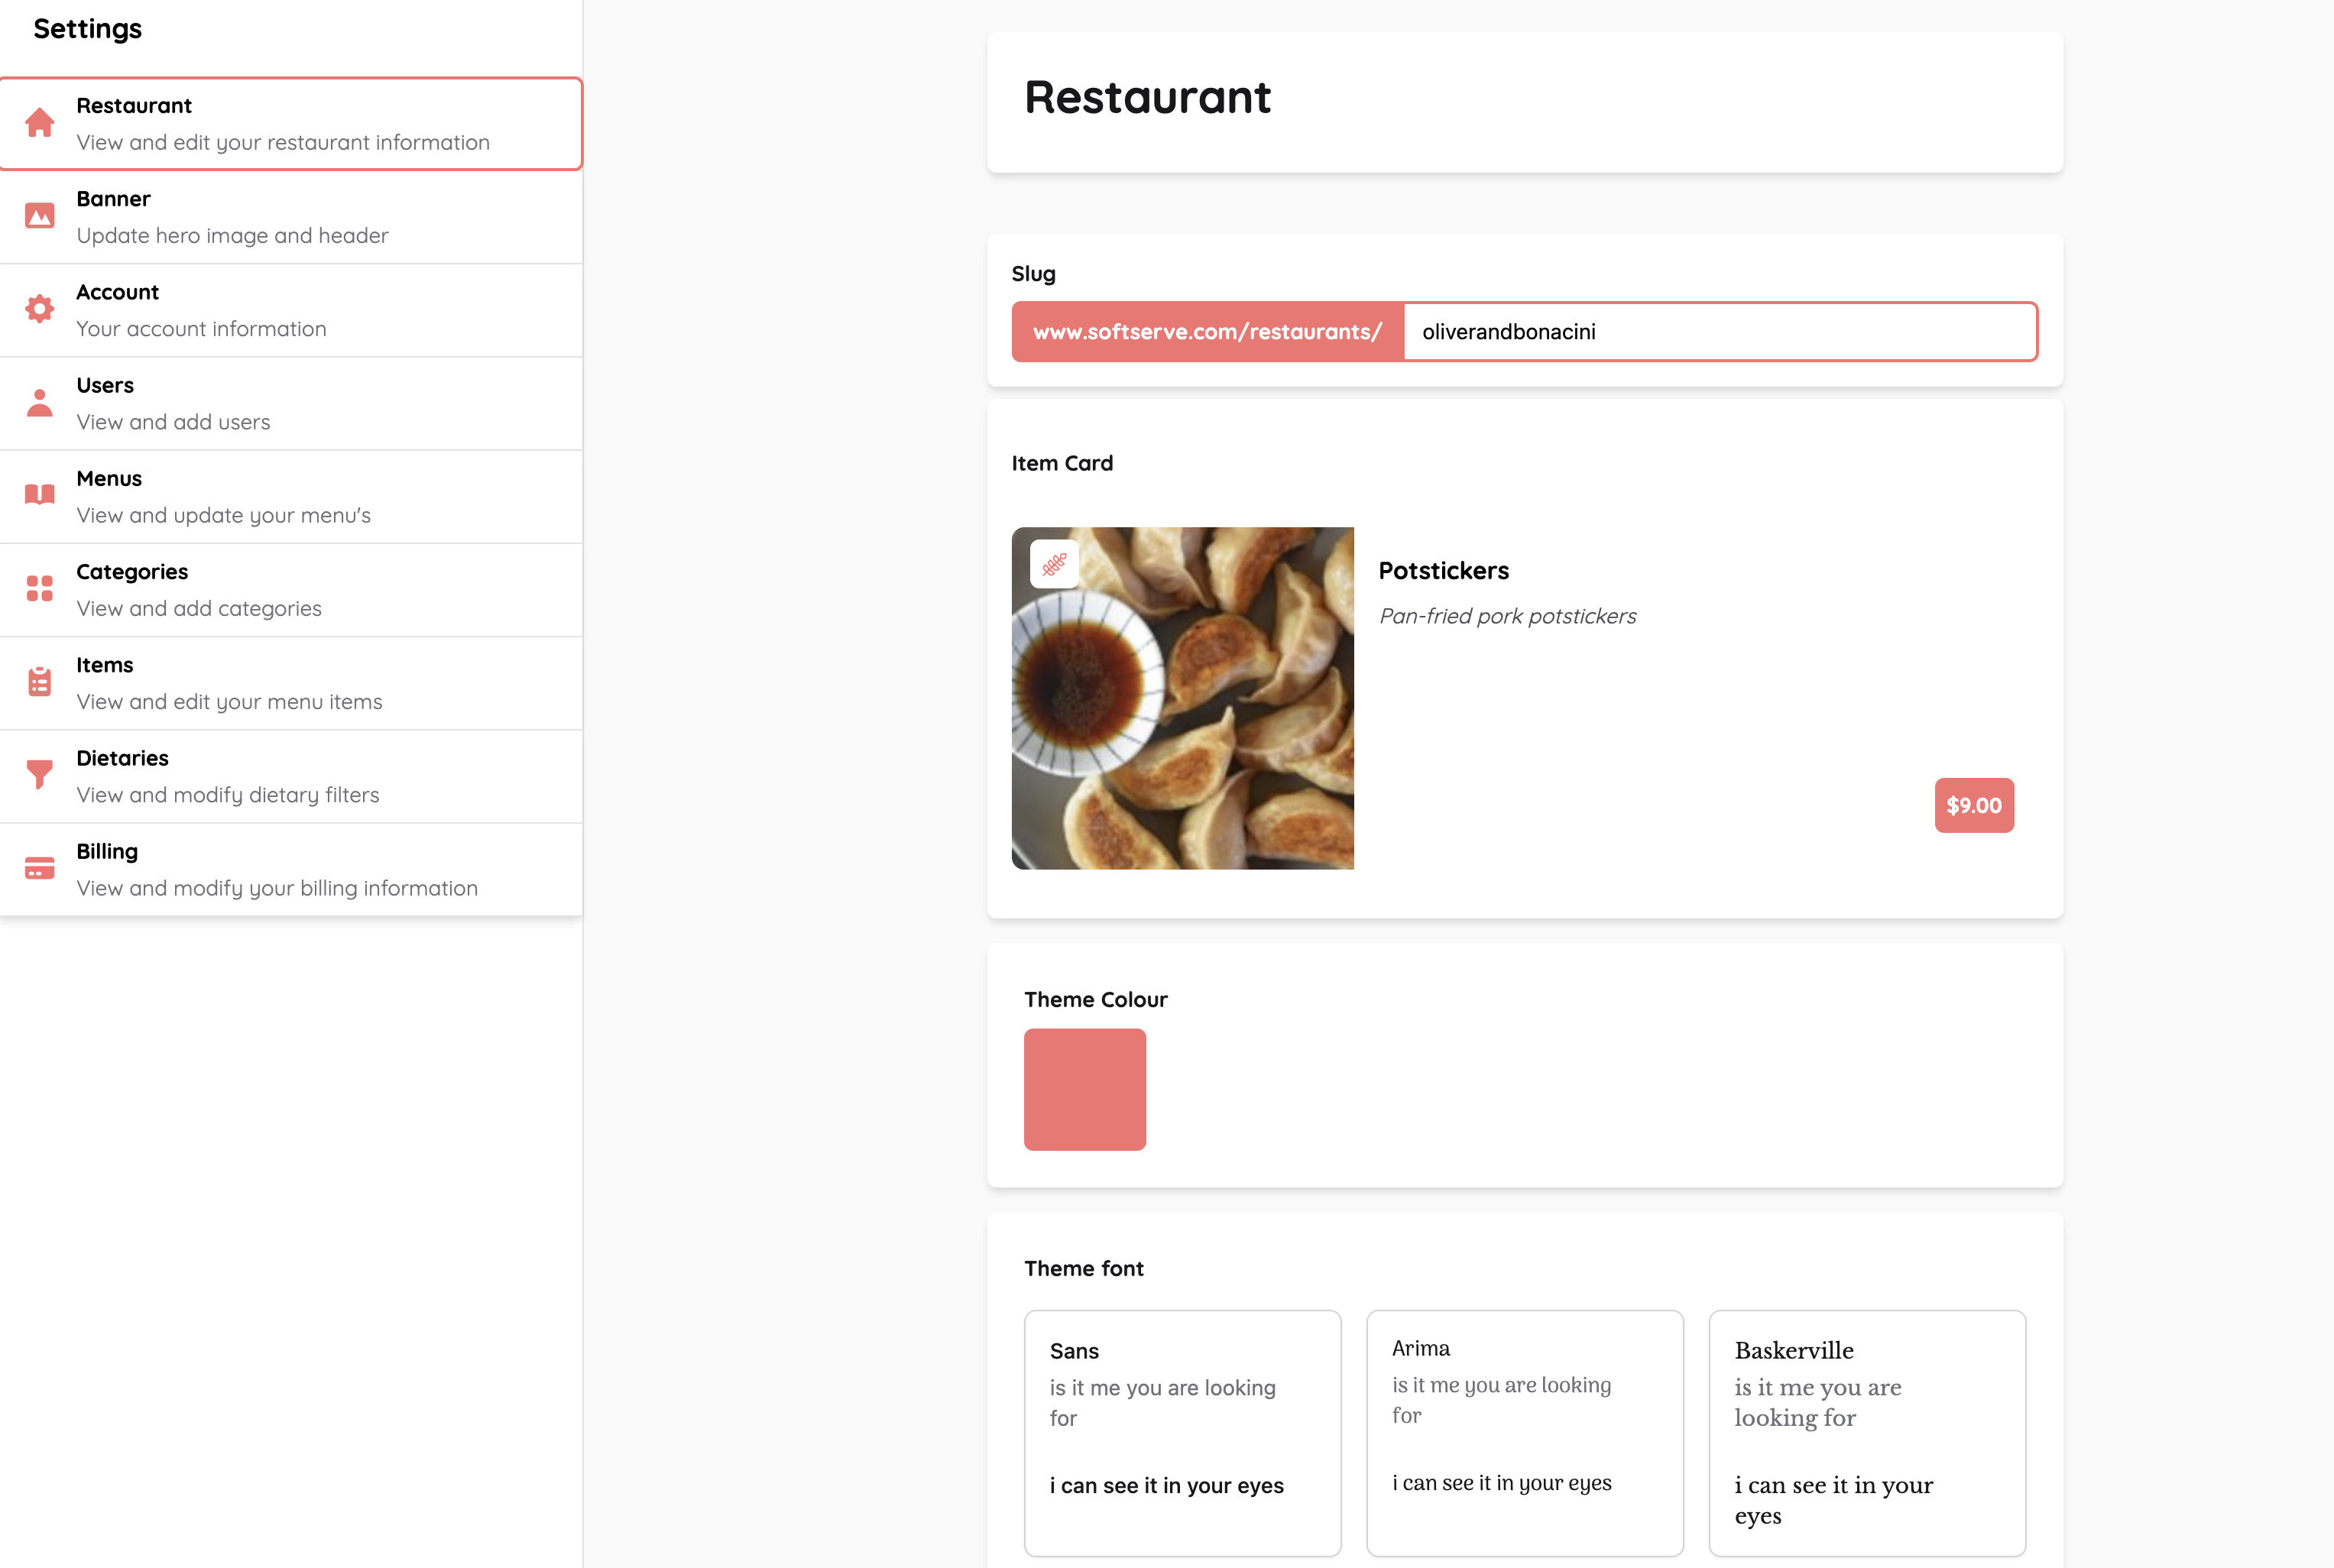 Settings
Restaurant
View and edit your restaurant information
Banner
Update hero image and header
Account
Your account information
Users
View and add users
Menus
View and update your menu's
Categories
View and add categories
Items
View and edit your menu items
Dietaries
View and modify dietary filters
Billing
View and modify your billing information
Restaurant
Slug
www.softserve.com/restaurants/ oliverandbonacini
Item Card
Potstickers
Pan-fried pork potstickers
$9.00
Theme Colour
Theme font
Sans
is it me you are looking
for
i can see it in your eyes
Arima
is it me you are looking
for
i can see it in your eyes
Baskerville
is it me you are
looking for
i can see it in your
eyes